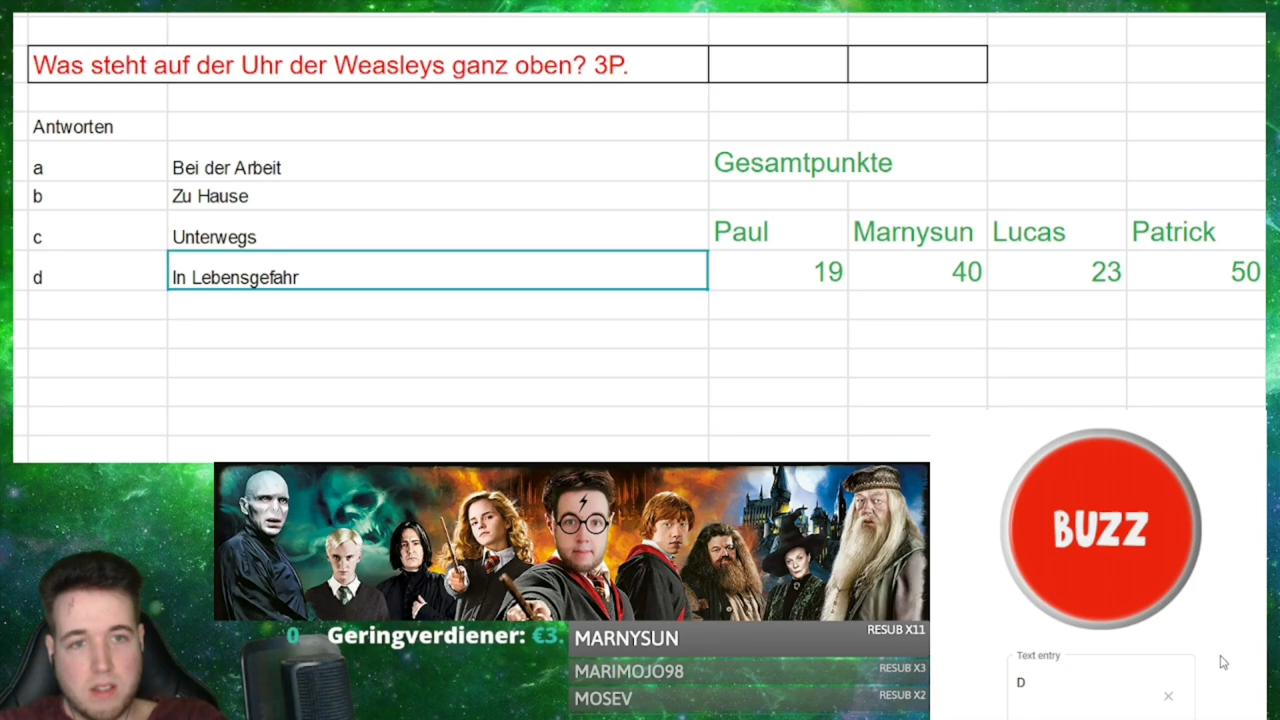 Was steht auf der Uhr der Weasleys ganz oben? 3P.
Antworten
a Bei der Arbeit Gesamtpunkte
b Zu Hause
c Unterwegs Paul Marnysun Lucas Patrick
d In Lebensgefahr 19 40 23 50
BUZZ
0 Geringverdiener: €3.
MARNYSUN RESUB X11
MARIMOJO98 RESUB X3
MOSEV RESUB X2
Text entry
D